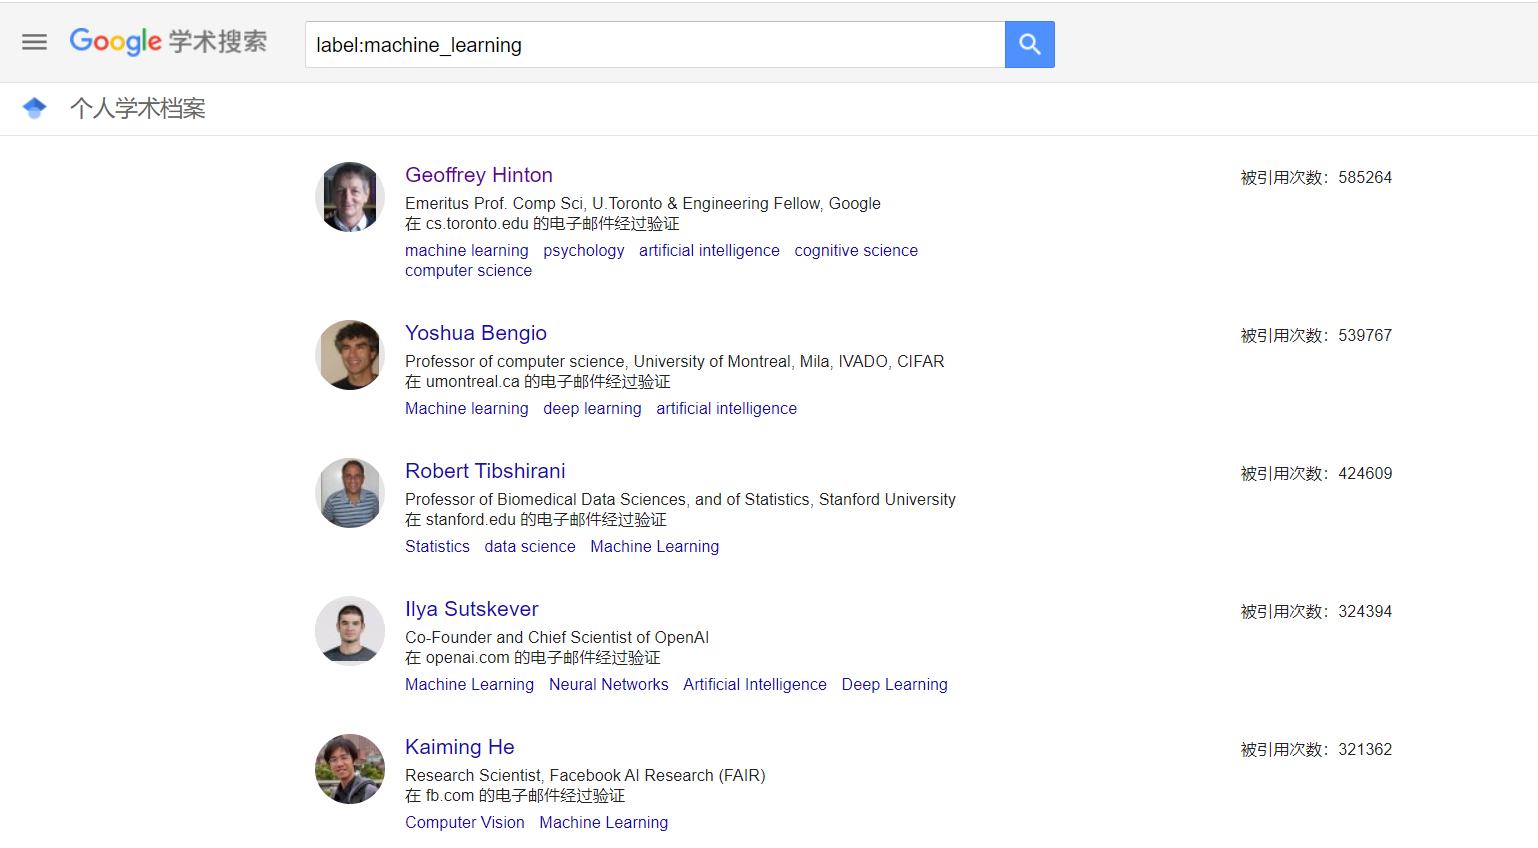 Google 学术搜索
label:machine_learning
个人学术档案
Geoffrey Hinton
被引用次数：585264
Emeritus Prof. Comp Sci, U.Toronto & Engineering Fellow, Google
在 cs.toronto.edu 的电子邮件经过验证
machine learning psychology artificial intelligence cognitive science
computer science
Yoshua Bengio
被引用次数：539767
Professor of computer science, University of Montreal, Mila, IVADO, CIFAR
在 umontreal.ca 的电子邮件经过验证
Machine learning deep learning artificial intelligence
Robert Tibshirani
被引用次数：424609
Professor of Biomedical Data Sciences, and of Statistics, Stanford University
在 stanford.edu 的电子邮件经过验证
Statistics data science Machine Learning
Ilya Sutskever
被引用次数：324394
Co-Founder and Chief Scientist of OpenAI
在 openai.com 的电子邮件经过验证
Machine Learning Neural Networks Artificial Intelligence Deep Learning
Kaiming He
被引用次数：321362
Research Scientist, Facebook AI Research (FAIR)
在 fb.com 的电子邮件经过验证
Computer Vision Machine Learning